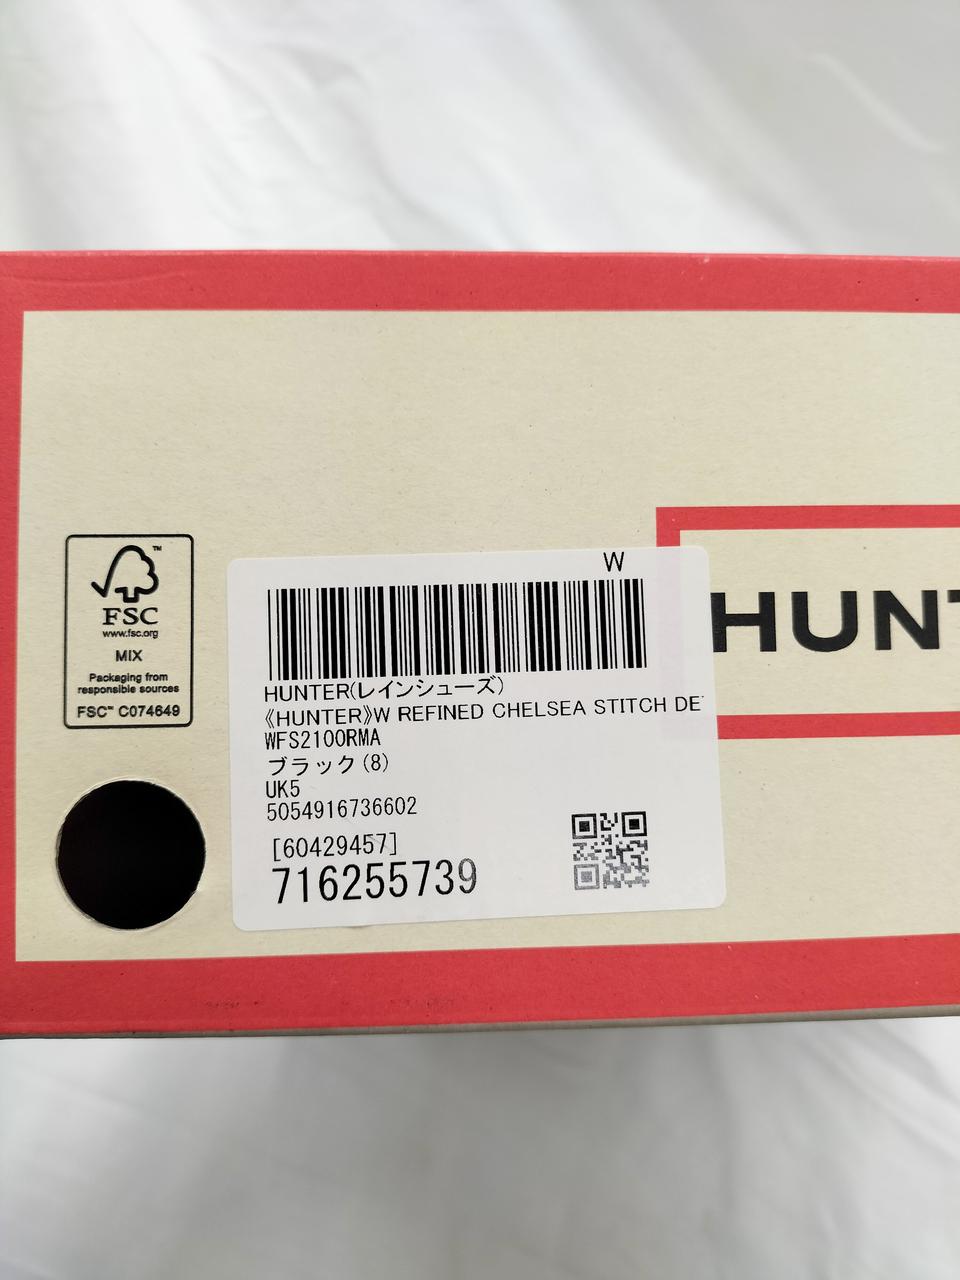 FSC
™
www.fsc.org
MIX
Packaging from
responsible sources
FSC™ C074649
W
HUNTER(レインシューズ)
《HUNTER》W REFINED CHELSEA STITCH DE
WFS2100RMA
ブラック(8)
UK5
5054916736602
[60429457]
716255739
HUNT